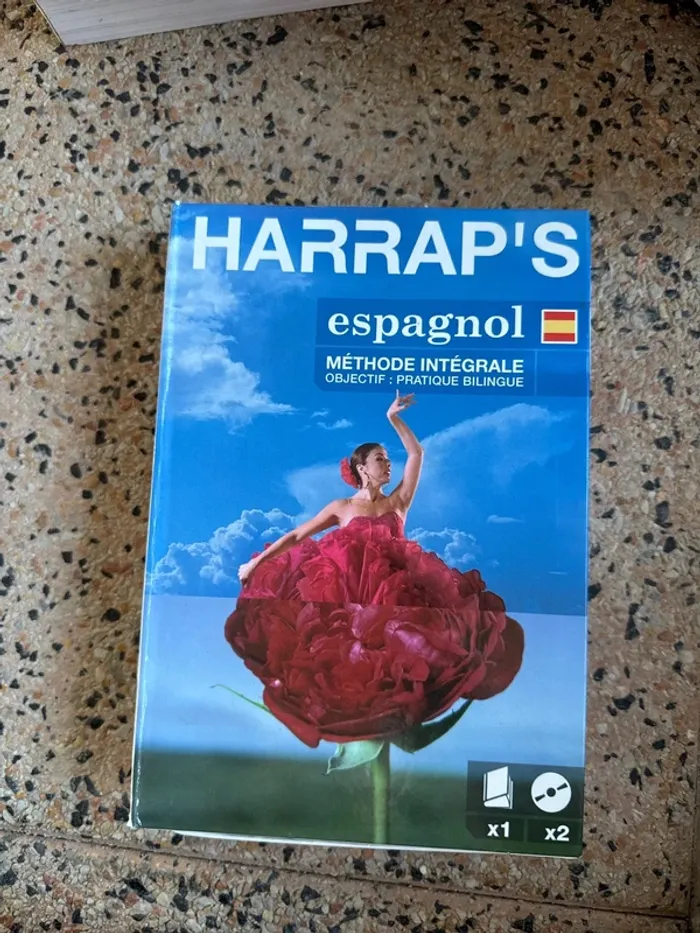 HARRAP'S
espagnol
MÉTHODE INTÉGRALE
OBJECTIF : PRATIQUE BILINGUE
x1 x2